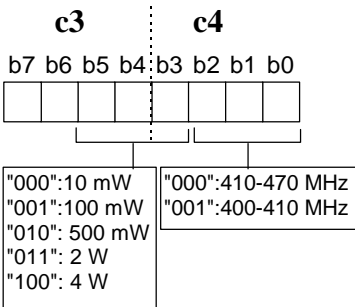 c3 c4
b7 b6 b5 b4 b3 b2 b1 b0
"000":10 mW
"001":100 mW
"010": 500 mW
"011": 2 W
"100": 4 W
"000":410-470 MHz
"001":400-410 MHz